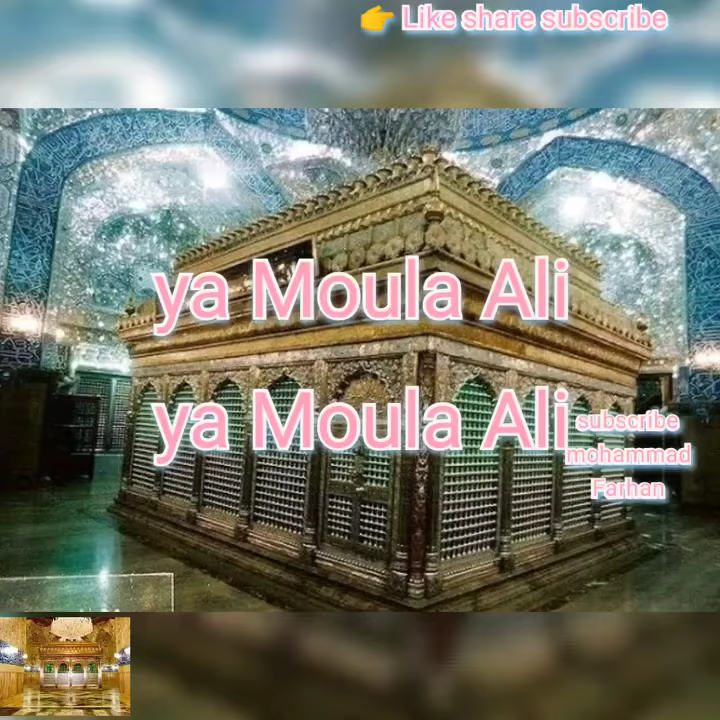 👉 Like share subscribe
ya Moula Ali
ya Moula Ali
subscribe
mohammad
Farhan